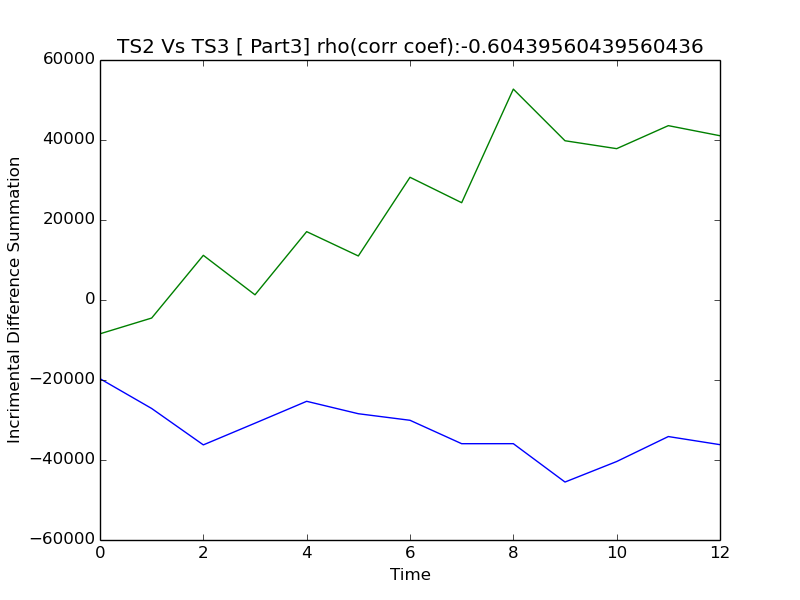 TS2 Vs TS3 [ Part3] rho(corr coef):-0.60439560439560436
60000
40000
20000
0
−20000
−40000
−60000
Incrimental Difference Summation
0 2 4 6 8 10 12
Time